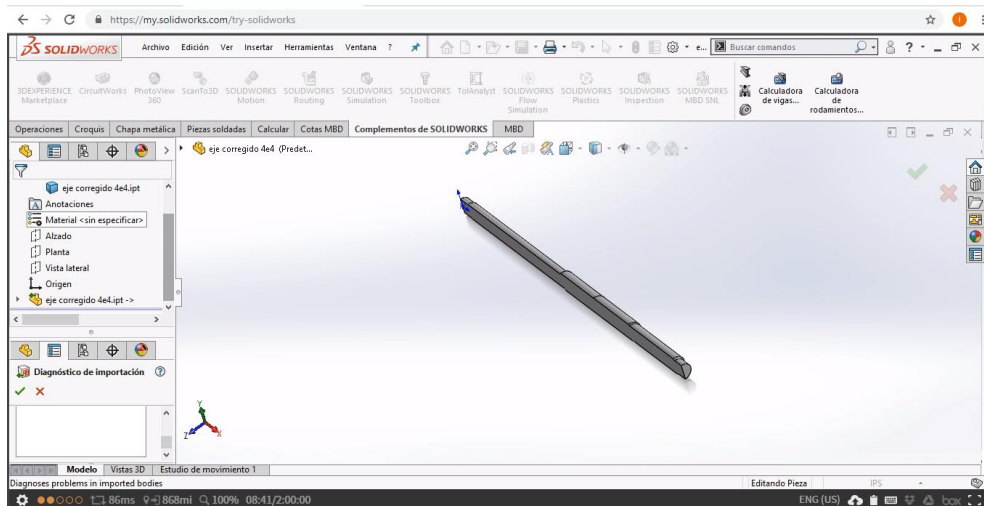 https://my.solidworks.com/try-solidworks
SOLIDWORKS Archivo Edición Ver Insertar Herramientas Ventana ? e... Buscar comandos ?
3DEXPERIENCE Marketplace
CircuitWorks
PhotoView 360
ScanTo3D
SOLIDWORKS Motion
SOLIDWORKS Routing
SOLIDWORKS Simulation
SOLIDWORKS Toolbox
TolAnalyst
SOLIDWORKS Flow Simulation
SOLIDWORKS Plastics
SOLIDWORKS Inspection
SOLIDWORKS MBD SNL
Calculadora de vigas...
Calculadora de rodamientos...
Operaciones Croquis Chapa metálica Piezas soldadas Calcular Cotas MBD Complementos de SOLIDWORKS MBD
eje corregido 4e4 (Predet...
eje corregido 4e4.ipt
Anotaciones
Material <sin especificar>
Alzado
Planta
Vista lateral
Origen
eje corregido 4e4.ipt ->
Diagnóstico de importación
Y
Z X
Modelo Vistas 3D Estudio de movimiento 1
Diagnoses problems in imported bodies Editando Pieza IPS
86ms 868mi 100% 08:41/2:00:00 ENG (US) box